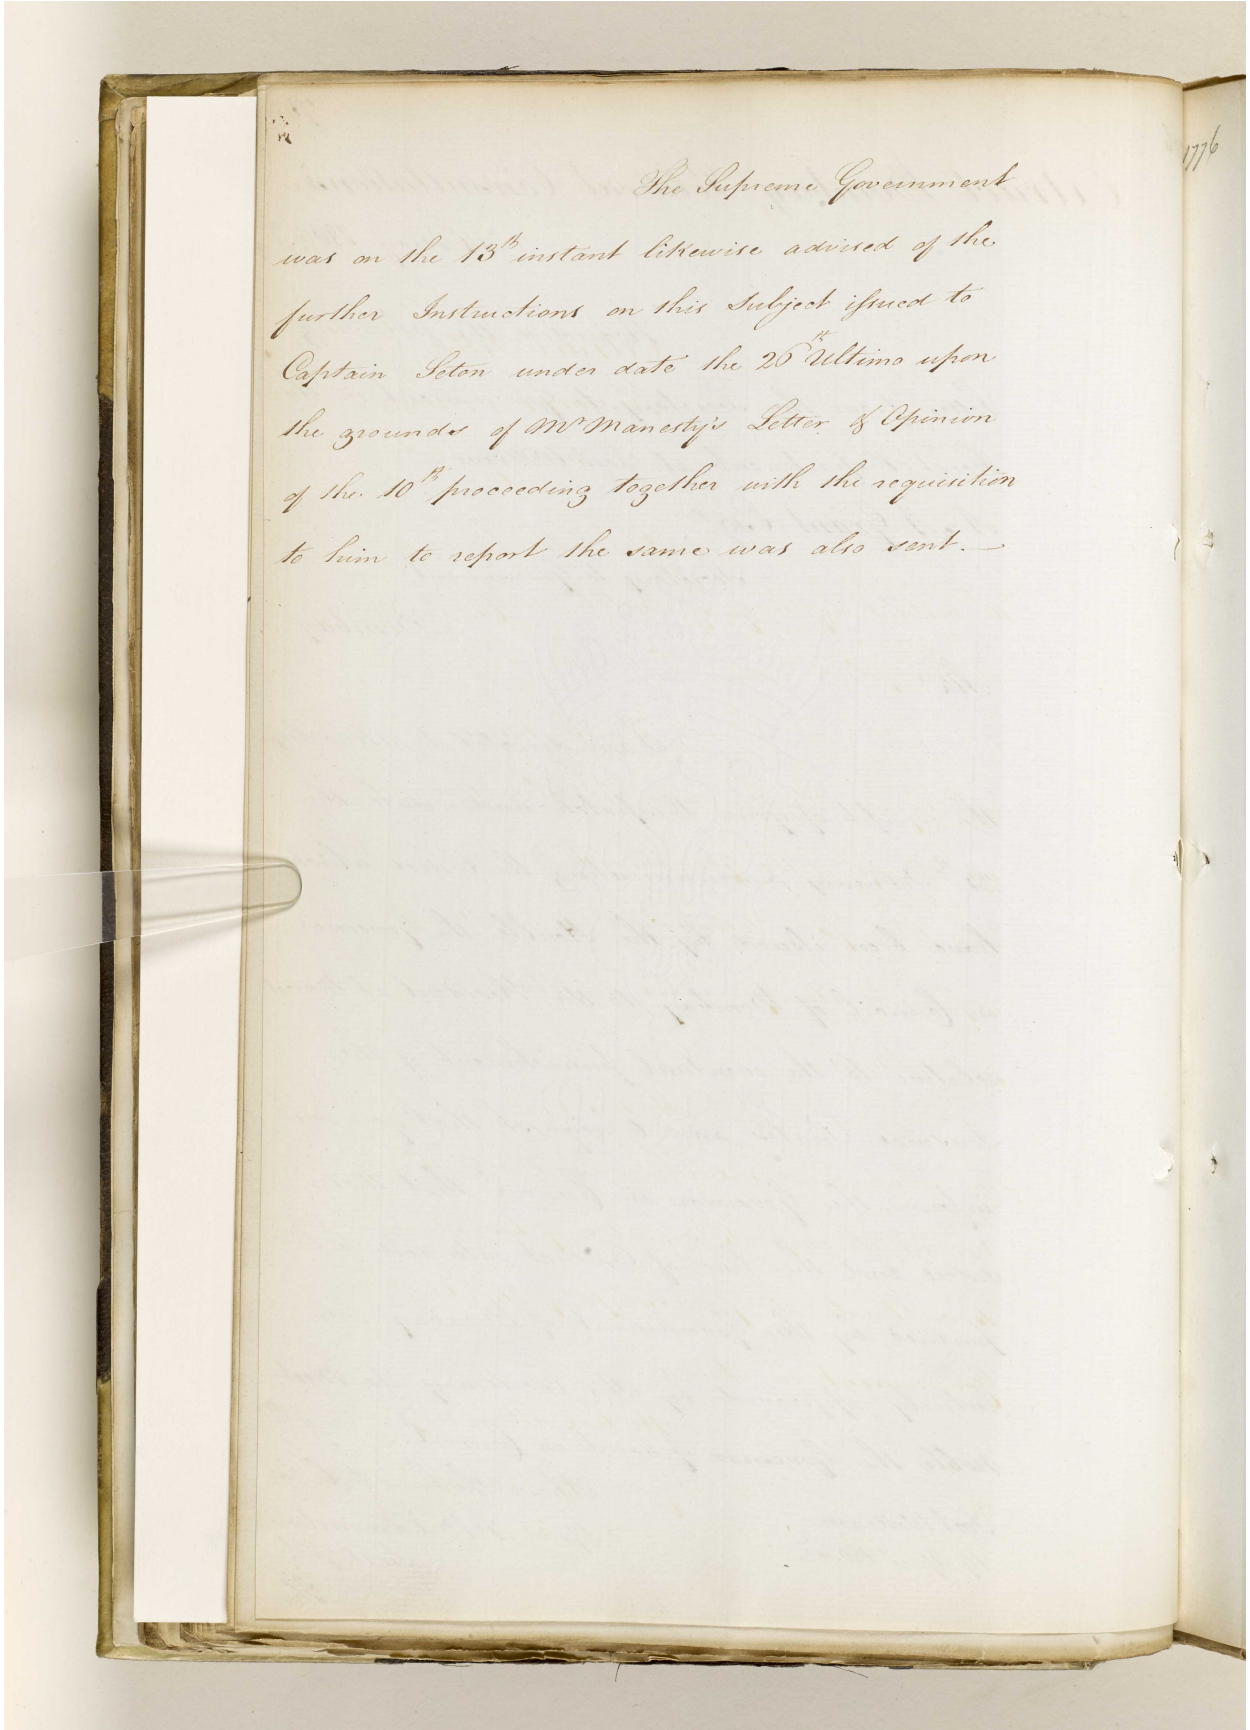 The Supreme Government
was on the 13th instant likewise advised of the
further Instructions on this Subject issued to
Captain Seton under date the 26th Ultimo upon
the grounds of Mr Manesty's Letter & Opinion
of the 10th proceeding together with the requisition
to him to report the same was also sent. —
1776